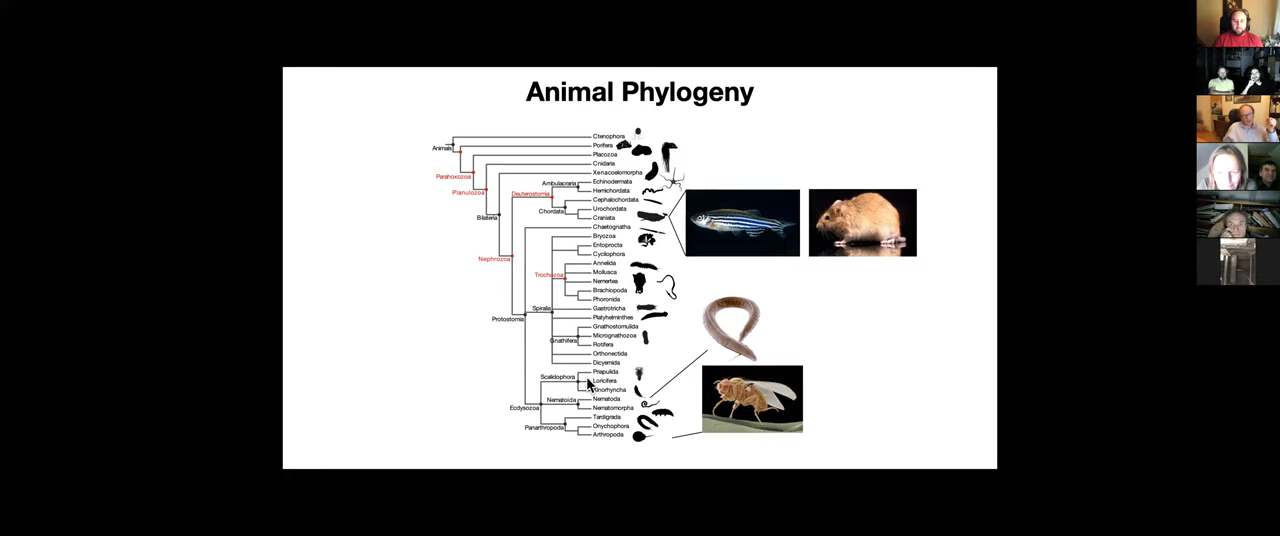 Animal Phylogeny
Ctenophora
Animals
Porifera
Placozoa
Cnidaria
Parahoxozoa
Xenacoelomorpha
Planulozoa
Ambulacraria
Echinodermata
Hemichordata
Deuterostomia
Cephalochordata
Chordata
Urochordata
Craniata
Bilateria
Chaetognatha
Bryozoa
Entoprocta
Cycliophora
Nephrozoa
Annelida
Mollusca
Trochozoa
Nemertea
Brachiopoda
Phoronida
Spiralia
Gastrotricha
Protostomia
Platyhelminthes
Gnathostomulida
Micrognathozoa
Gnathifera
Rotifera
Orthonectida
Dicyemida
Priapulida
Scalidophora
Loricifera
Kinorhyncha
Nematoida
Nematoda
Ecdysozoa
Nematomorpha
Tardigrada
Panarthropoda
Onychophora
Arthropoda